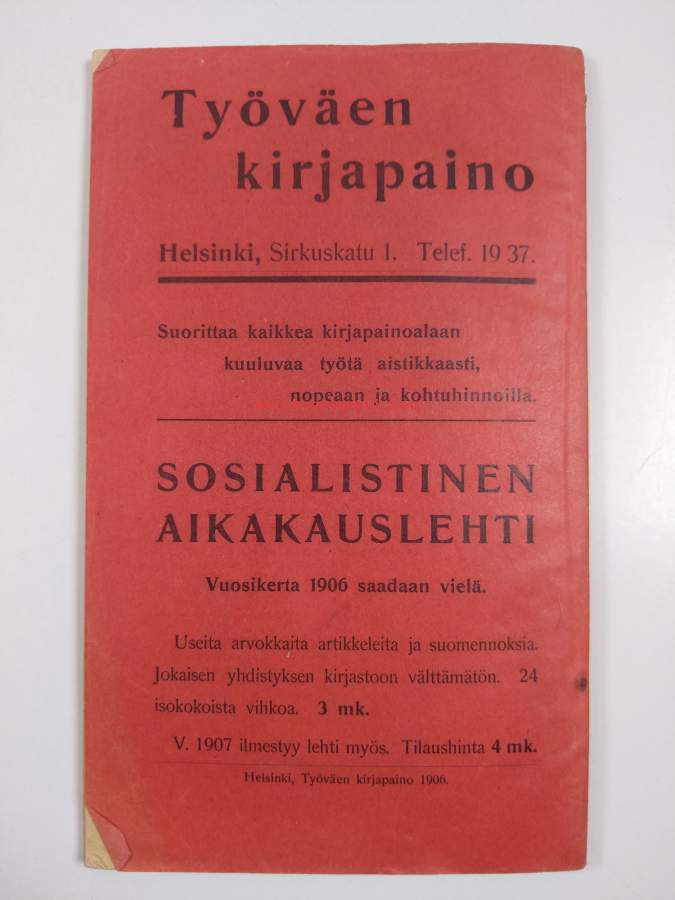 Työväen
kirjapaino
Helsinki, Sirkuskatu 1. Telef. 19 37.
Suorittaa kaikkea kirjapainoalaan
kuuluvaa työtä aistikkaasti,
nopeaan ja kohtuhinnoilla.
SOSIALISTINEN
AIKAKAUSLEHTI
Vuosikerta 1906 saadaan vielä.
Useita arvokkaita artikkeleita ja suomennoksia.
Jokaisen yhdistyksen kirjastoon välttämätön. 24
isokokoista vihkoa. 3 mk.
V. 1907 ilmestyy lehti myös. Tilaushinta 4 mk.
Helsinki, Työväen kirjapaino 1906.